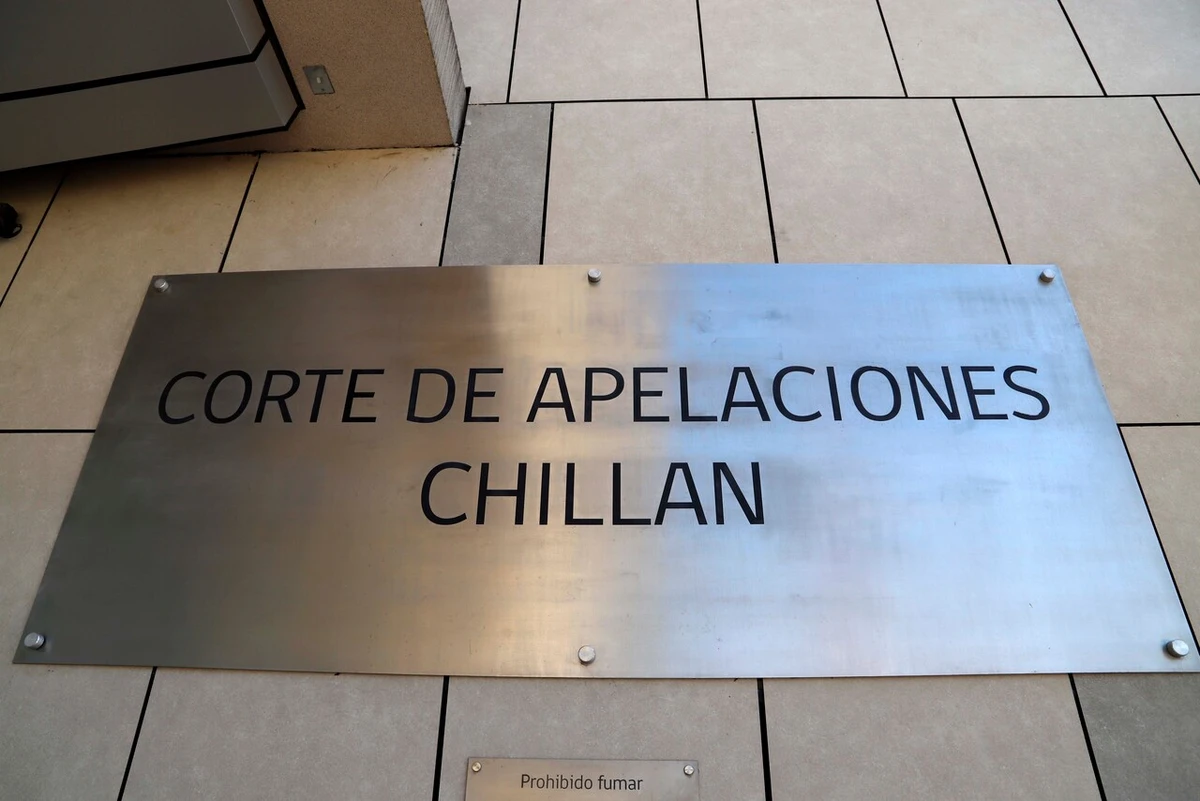 CORTE DE APELACIONES
CHILLAN
Prohibido fumar